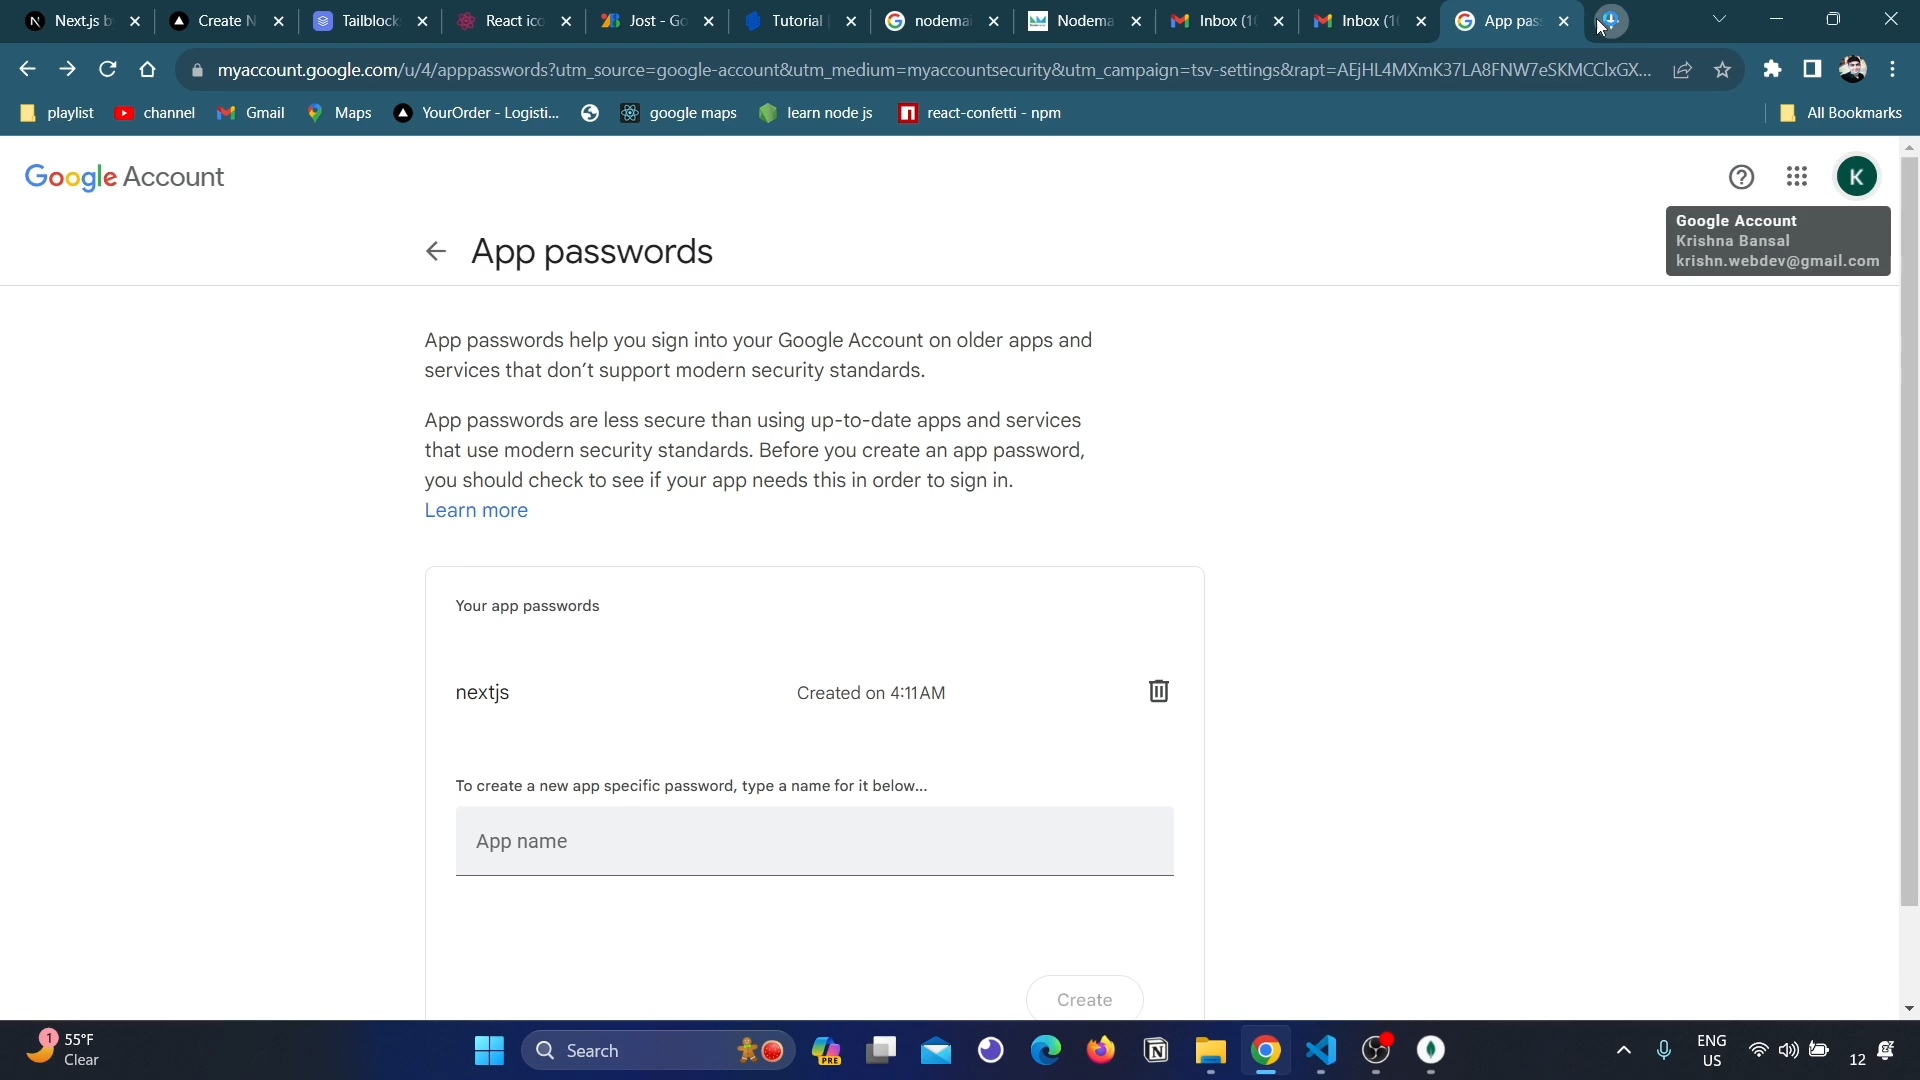 Next.js b
Create N
Tailblock
React ico
Jost - Go
Tutorial
nodemai
Nodema
Inbox (1
Inbox (1
App pas
myaccount.google.com/u/4/apppasswords?utm_source=google-account&utm_medium=myaccountsecurity&utm_campaign=tsv-settings&rapt=AEjHL4MXmK37LA8FNW7eSKMCClxGX...
playlist
channel
Gmail
Maps
YourOrder - Logisti...
google maps
learn node js
react-confetti - npm
All Bookmarks
Google Account
K
Google Account
Krishna Bansal
krishn.webdev@gmail.com
App passwords
App passwords help you sign into your Google Account on older apps and
services that don’t support modern security standards.
App passwords are less secure than using up-to-date apps and services
that use modern security standards. Before you create an app password,
you should check to see if your app needs this in order to sign in.
Learn more
Your app passwords
nextjs
Created on 4:11 AM
To create a new app specific password, type a name for it below...
App name
Create
1
55°F
Clear
Search
PRE
ENG
US
12